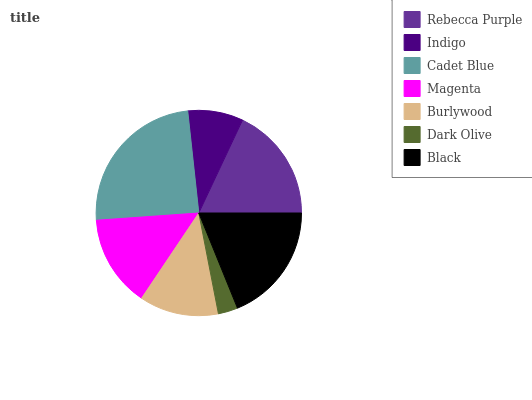 title
Rebecca Purple
Indigo
Cadet Blue
Magenta
Burlywood
Dark Olive
Black